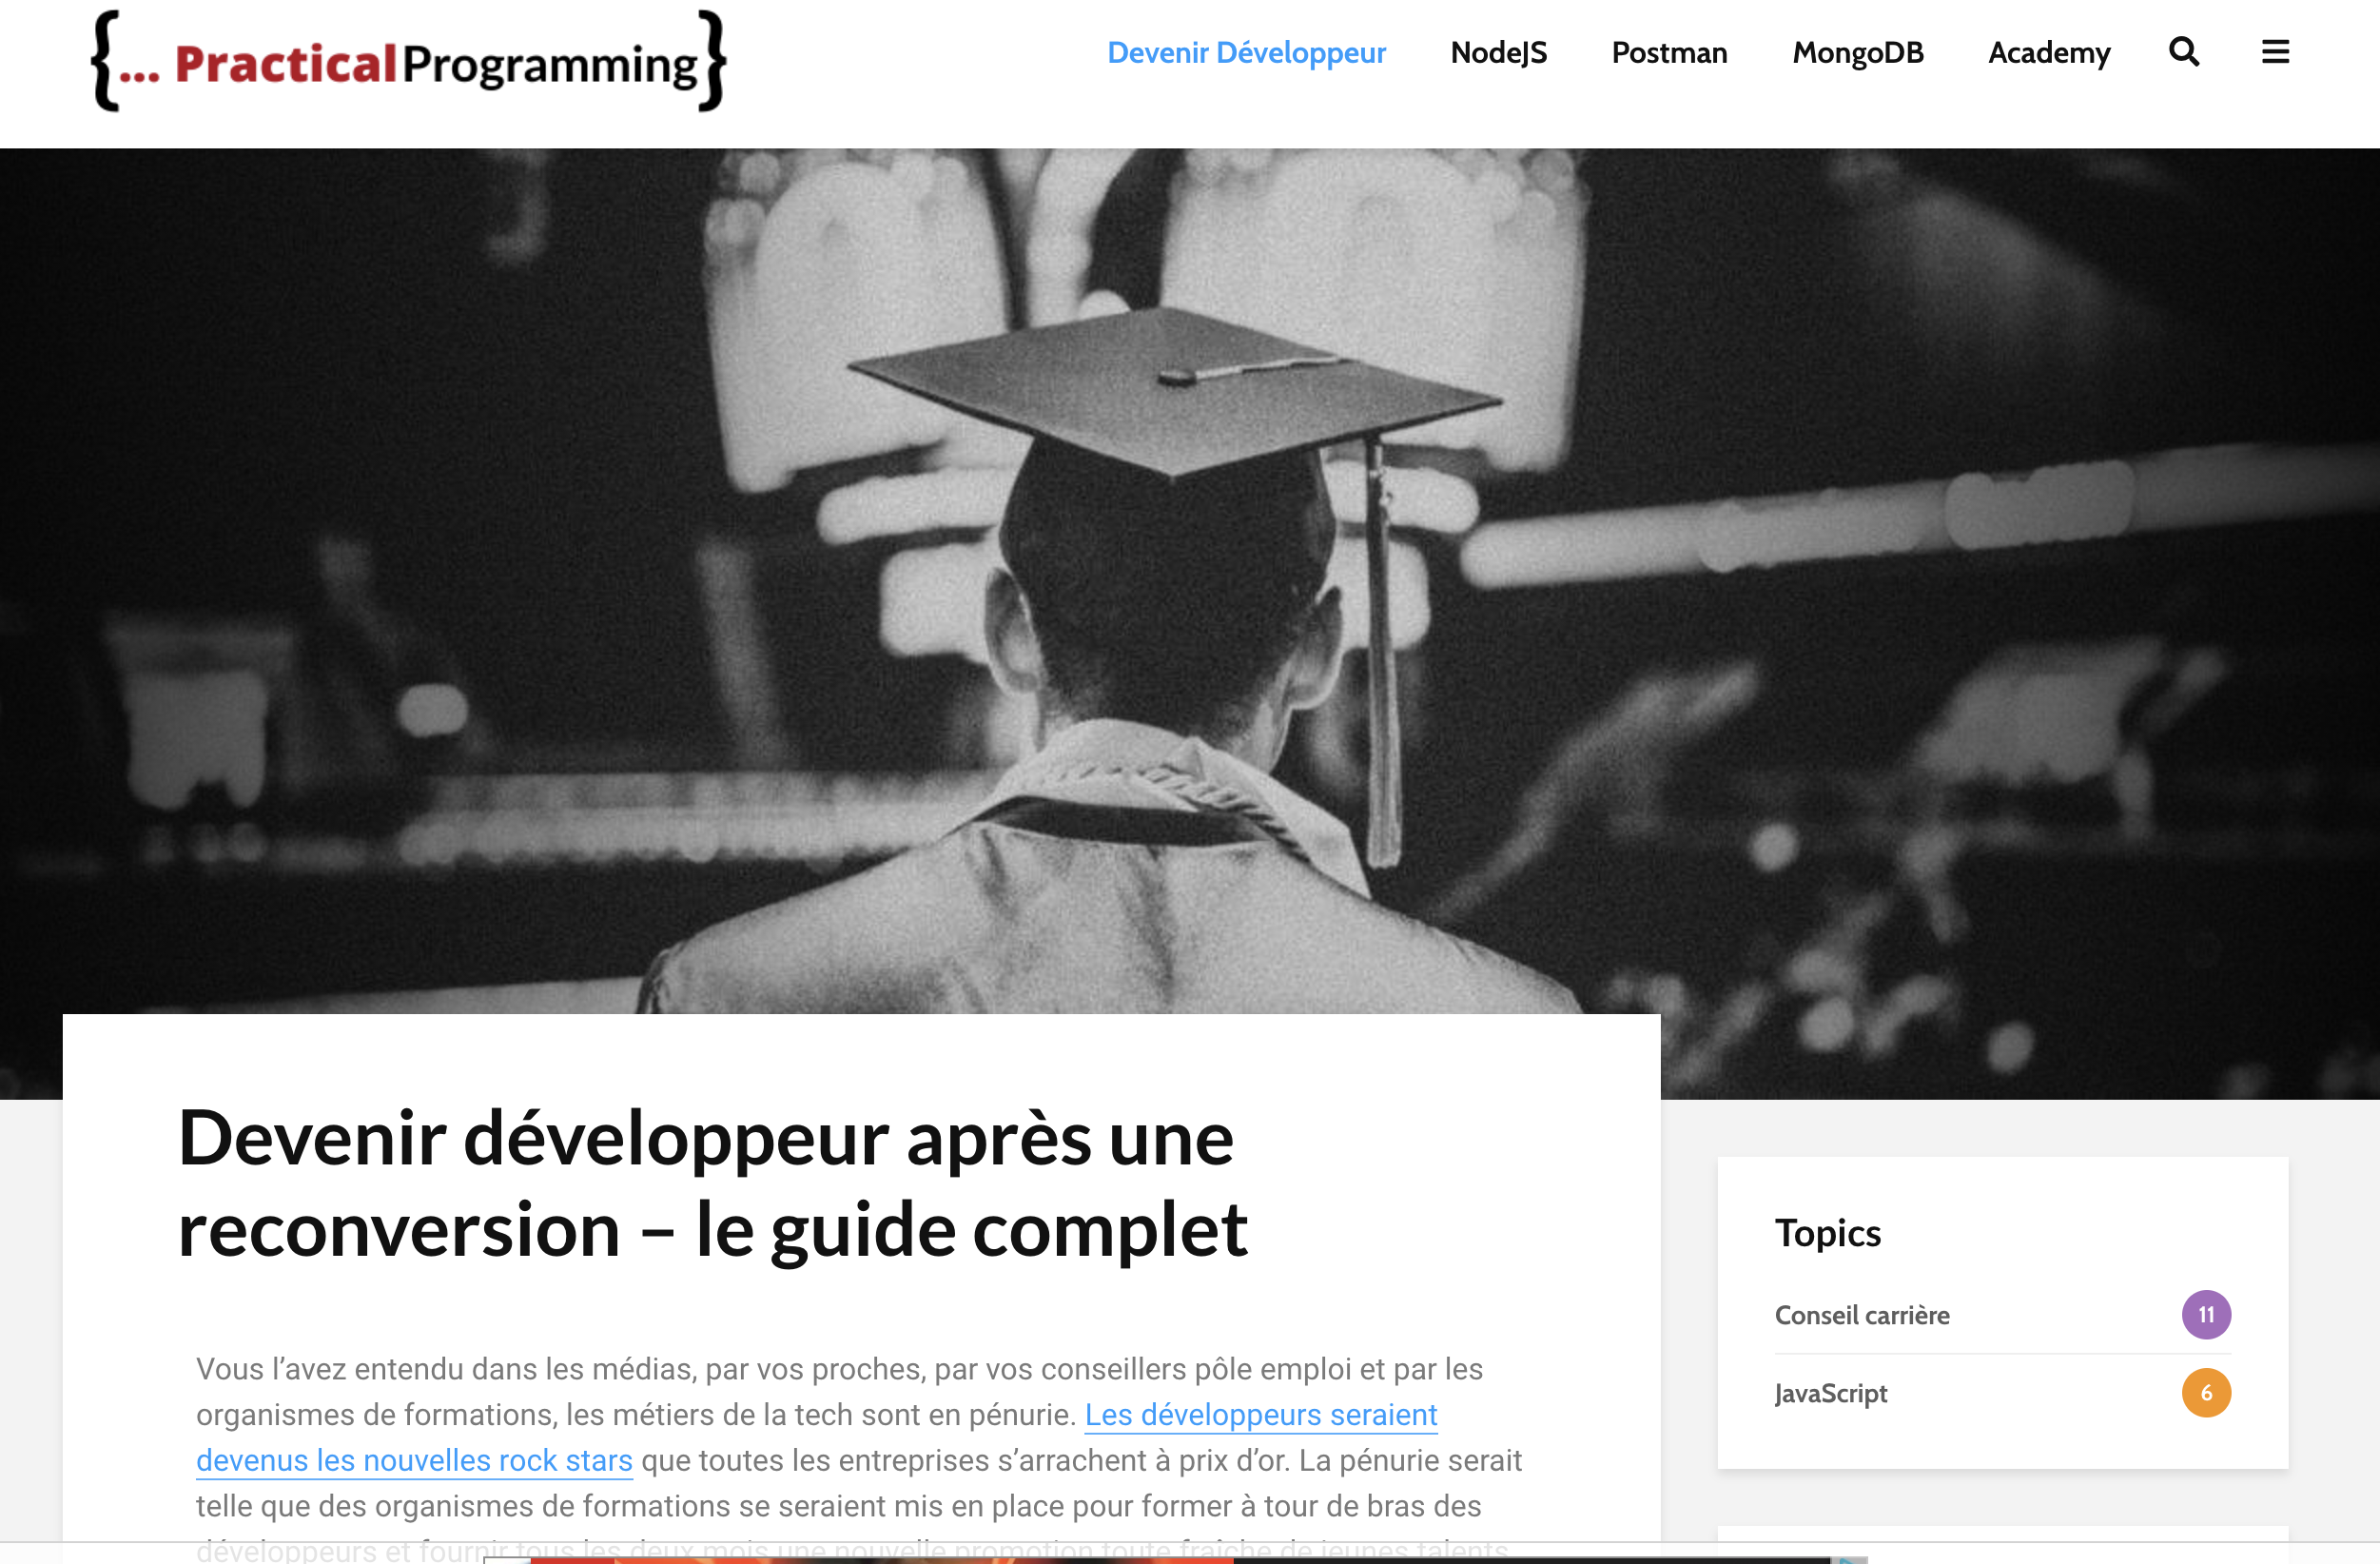 {... PracticalProgramming}
Devenir Développeur NodeJS Postman MongoDB Academy
Devenir développeur après une
reconversion – le guide complet
Vous l’avez entendu dans les médias, par vos proches, par vos conseillers pôle emploi et par les
organismes de formations, les métiers de la tech sont en pénurie. Les développeurs seraient
devenus les nouvelles rock stars que toutes les entreprises s’arrachent à prix d’or. La pénurie serait
telle que des organismes de formations se seraient mis en place pour former à tour de bras des
développeurs et fournir tous les deux mois une nouvelle promotion toute fraîche de jeunes talents
Topics
Conseil carrière 11
JavaScript 6